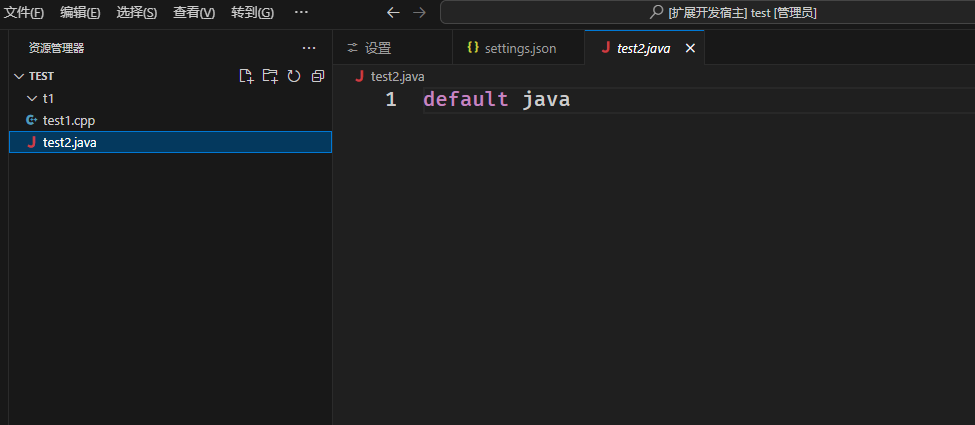 文件(F) 编辑(E) 选择(S) 查看(V) 转到(G) ··· [扩展开发宿主] test [管理员]
资源管理器 ··· 设置 {} settings.json J test2.java
TEST J test2.java
t1 1 default java
test1.cpp
J test2.java